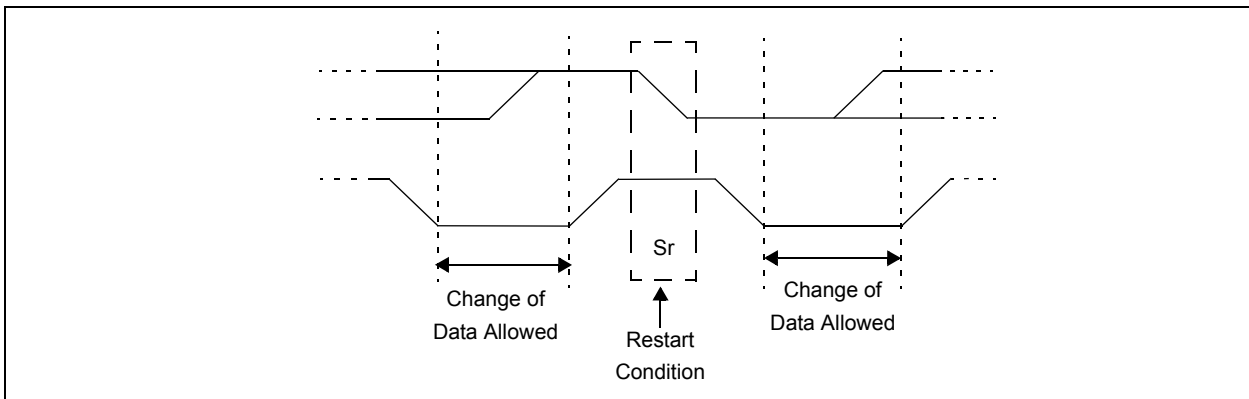 Sr
Change of
Data Allowed
Restart
Condition
Change of
Data Allowed